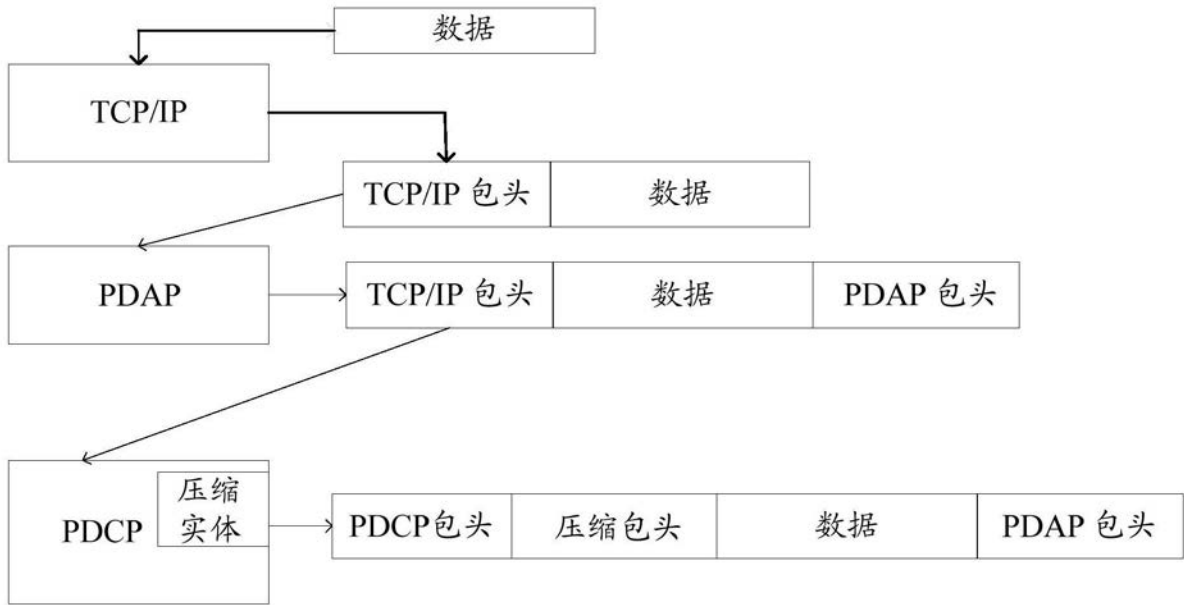 数据
TCP/IP
TCP/IP 包头 数据
PDAP
TCP/IP 包头 数据 PDAP 包头
PDCP
压缩
实体
PDCP包头 压缩包头 数据 PDAP 包头